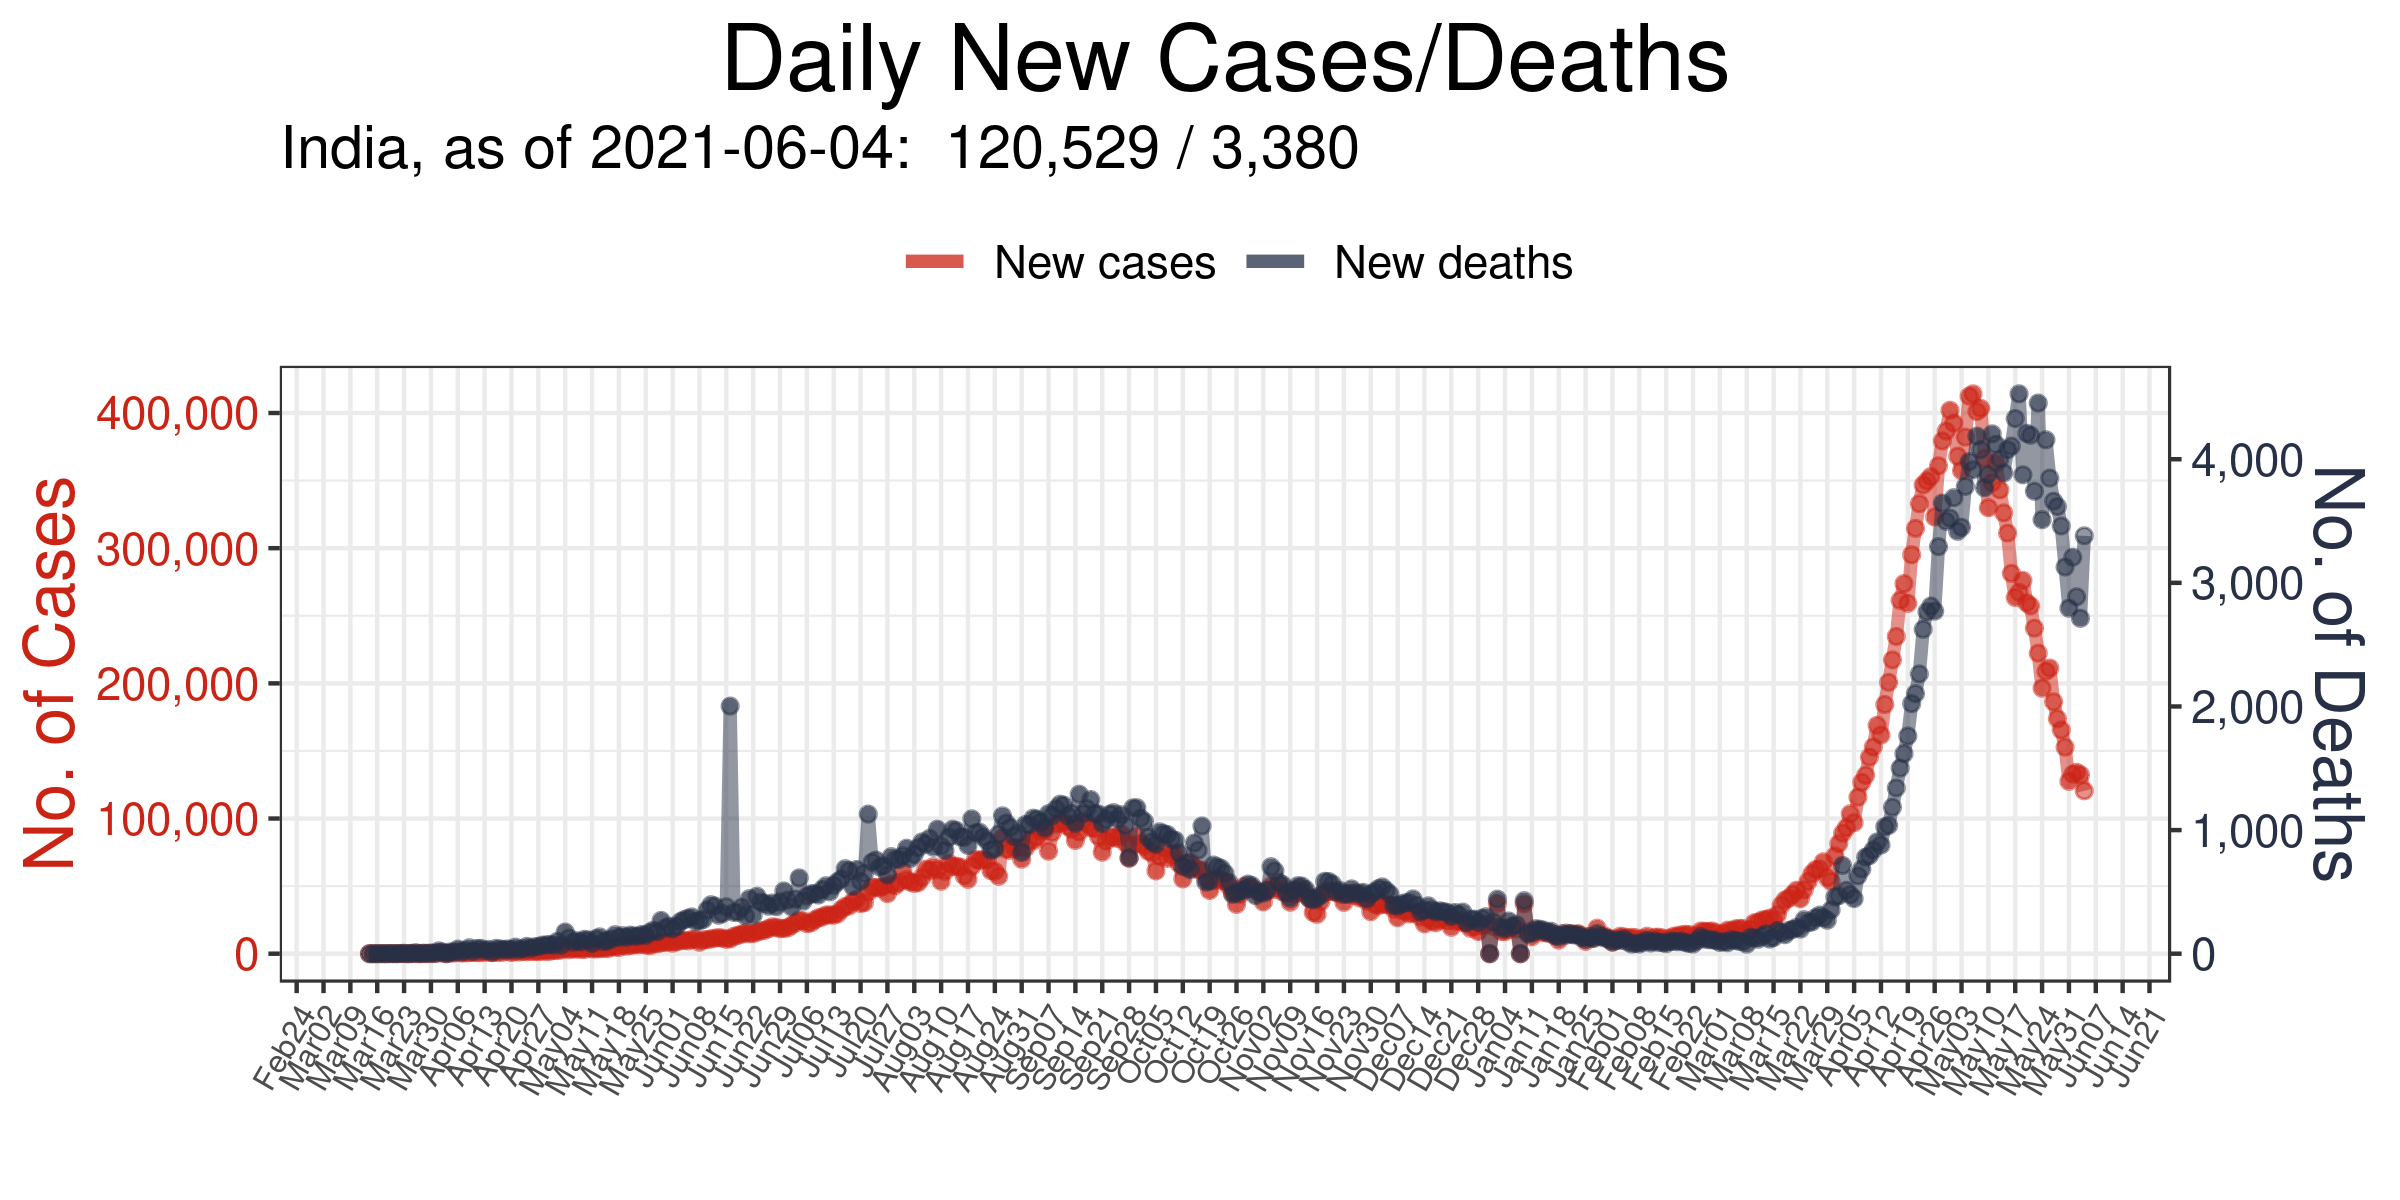 Daily New Cases/Deaths
India, as of 2021-06-04:  120,529 / 3,380
New cases
New deaths
No. of Cases
400,000
300,000
200,000
100,000
0
4,000
3,000
2,000
1,000
0
No. of Deaths
Feb24
Mar02
Mar09
Mar16
Mar23
Mar30
Apr06
Apr13
Apr20
Apr27
May04
May11
May18
May25
Jun01
Jun08
Jun15
Jun22
Jun29
Jul06
Jul13
Jul20
Jul27
Aug03
Aug10
Aug17
Aug24
Aug31
Sep07
Sep14
Sep21
Sep28
Oct05
Oct12
Oct19
Oct26
Nov02
Nov09
Nov16
Nov23
Nov30
Dec07
Dec14
Dec21
Dec28
Jan04
Jan11
Jan18
Jan25
Feb01
Feb08
Feb15
Feb22
Mar01
Mar08
Mar15
Mar22
Mar29
Apr05
Apr12
Apr19
Apr26
May03
May10
May17
May24
May31
Jun07
Jun14
Jun21